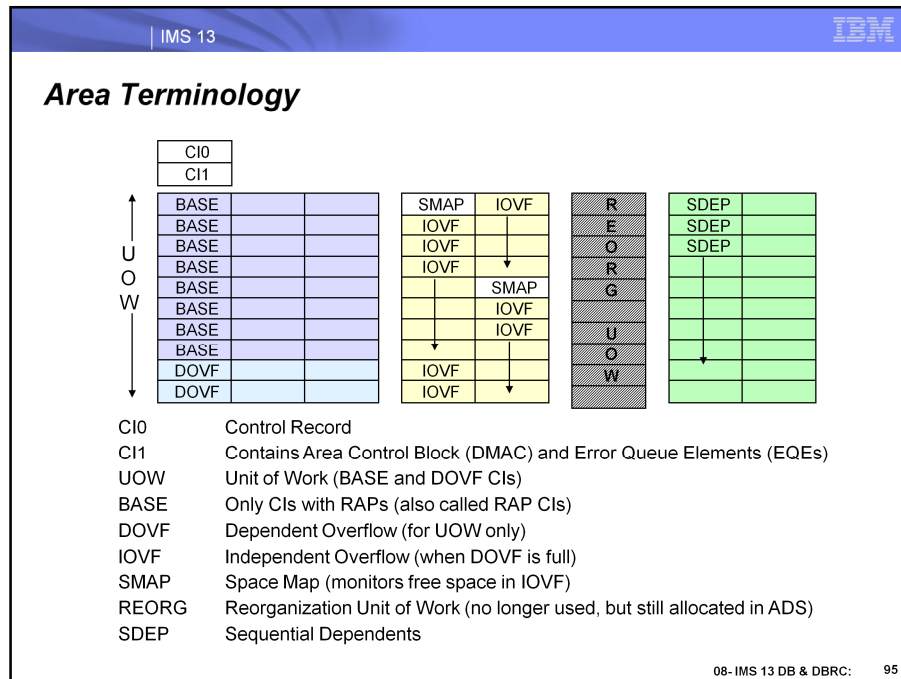 IMS 13
IBM
Area Terminology
CI0
CI1
U
O
W
BASE
BASE
BASE
BASE
BASE
BASE
BASE
BASE
DOVF
DOVF
SMAP IOVF
IOVF
IOVF
IOVF
SMAP
IOVF
IOVF
IOVF
IOVF
R
E
O
R
G
U
O
W
SDEP
SDEP
SDEP
CI0 Control Record
CI1 Contains Area Control Block (DMAC) and Error Queue Elements (EQEs)
UOW Unit of Work (BASE and DOVF CIs)
BASE Only CIs with RAPs (also called RAP CIs)
DOVF Dependent Overflow (for UOW only)
IOVF Independent Overflow (when DOVF is full)
SMAP Space Map (monitors free space in IOVF)
REORG Reorganization Unit of Work (no longer used, but still allocated in ADS)
SDEP Sequential Dependents
08- IMS 13 DB & DBRC: 95